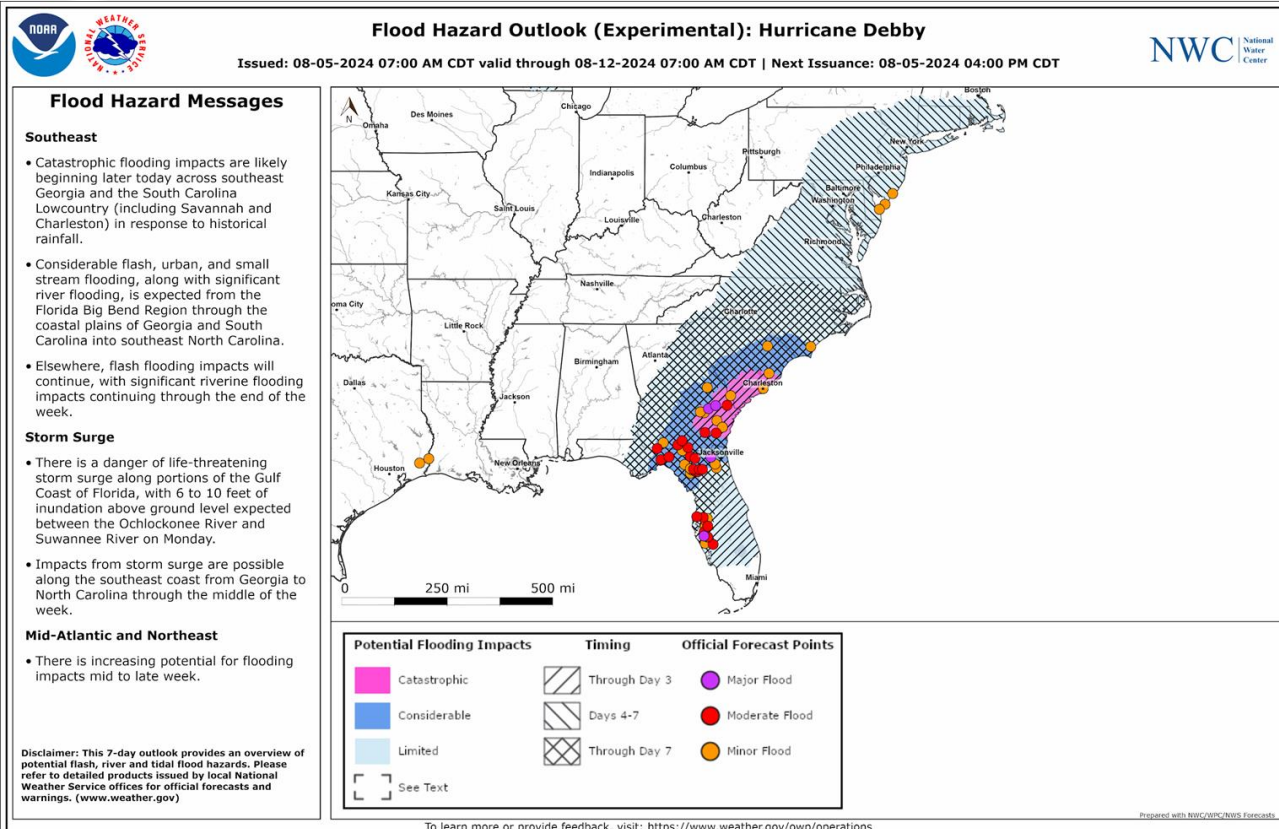 Flood Hazard Outlook (Experimental): Hurricane Debby
Issued: 08-05-2024 07:00 AM CDT valid through 08-12-2024 07:00 AM CDT | Next Issuance: 08-05-2024 04:00 PM CDT
NOAA
NATIONAL WEATHER SERVICE
NWC
National
Water
Center
Flood Hazard Messages
Southeast
• Catastrophic flooding impacts are likely
beginning later today across southeast
Georgia and the South Carolina
Lowcountry (including Savannah and
Charleston) in response to historical
rainfall.
• Considerable flash, urban, and small
stream flooding, along with significant
river flooding, is expected from the
Florida Big Bend Region through the
coastal plains of Georgia and South
Carolina into southeast North Carolina.
• Elsewhere, flash flooding impacts will
continue, with significant riverine flooding
impacts continuing through the end of the
week.
Storm Surge
• There is a danger of life-threatening
storm surge along portions of the Gulf
Coast of Florida, with 6 to 10 feet of
inundation above ground level expected
between the Ochlockonee River and
Suwannee River on Monday.
• Impacts from storm surge are possible
along the southeast coast from Georgia to
North Carolina through the middle of the
week.
Mid-Atlantic and Northeast
• There is increasing potential for flooding
impacts mid to late week.
Disclaimer: This 7-day outlook provides an overview of
potential flash, river and tidal flood hazards. Please
refer to detailed products issued by local National
Weather Service offices for official forecasts and
warnings. (www.weather.gov)
N
Boston
Chicago
Des Moines
Omaha
New York
Pittsburgh
Philadelphia
Columbus
Indianapolis
Baltimore
Washington
Kansas City
Saint Louis
Louisville
Charleston
Richmond
Nashville
oma City
Charlotte
Little Rock
Atlanta
Birmingham
Dallas
Charleston
Jackson
Jacksonville
New Orleans
Houston
Miami
0
250 mi
500 mi
Potential Flooding Impacts
Catastrophic
Considerable
Limited
See Text
Timing
Through Day 3
Days 4-7
Through Day 7
Official Forecast Points
Major Flood
Moderate Flood
Minor Flood
Prepared with NWC/WPC/NWS Forecasts
To learn more or provide feedback, visit: https://www.weather.gov/owp/operations